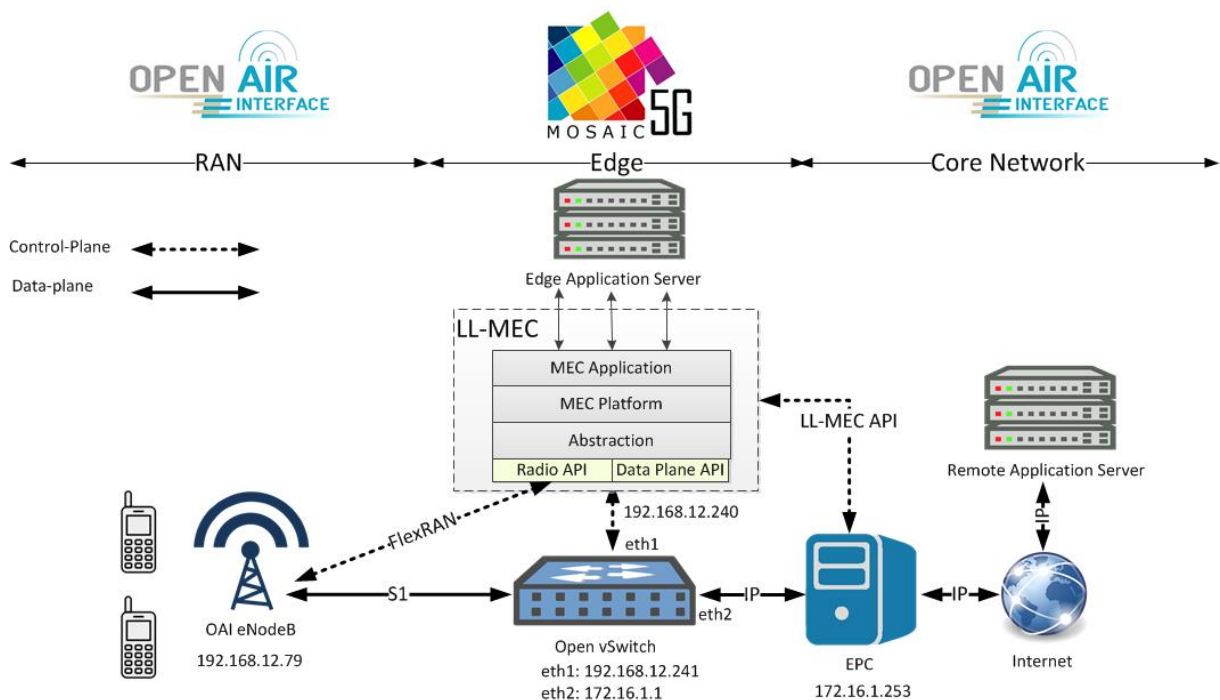 OPEN AIR
INTERFACE
MOSAIC 5G
OPEN AIR
INTERFACE
RAN
Edge
Core Network
Control-Plane
Data-plane
Edge Application Server
LL-MEC
MEC Application
MEC Platform
Abstraction
Radio API
Data Plane API
LL-MEC API
Remote Application Server
192.168.12.240
FlexRAN
eth1
IP
S1
IP
IP
eth2
OAI eNodeB
192.168.12.79
Open vSwitch
eth1: 192.168.12.241
eth2: 172.16.1.1
EPC
172.16.1.253
Internet